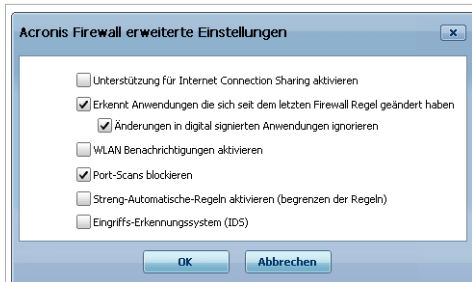 Acronis Firewall erweiterte Einstellungen
Unterstützung für Internet Connection Sharing aktivieren
Erkennt Anwendungen die sich seit dem letzten Firewall Regel geändert haben
Änderungen in digital signierten Anwendungen ignorieren
WLAN Benachrichtigungen aktivieren
Port-Scans blockieren
Streng-Automatische-Regeln aktivieren (begrenzen der Regeln)
Eingriffs-Erkennungssystem (IDS)
OK Abbrechen